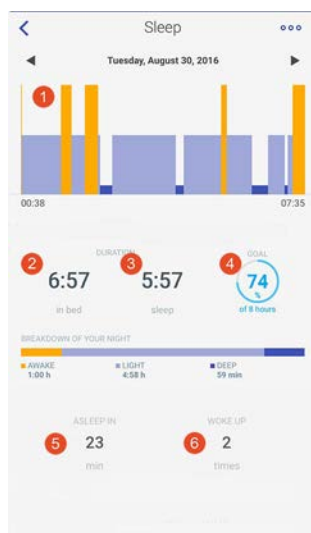 Sleep
Tuesday, August 30, 2016
1
00:38 07:35
DURATION GOAL
2 3 4
6:57 5:57 74
%
in bed sleep of 8 hours
BREAKDOWN OF YOUR NIGHT
AWAKE LIGHT DEEP
1:00 h 4:58 h 59 min
ASLEEP IN WOKE UP
5 23 6 2
min times